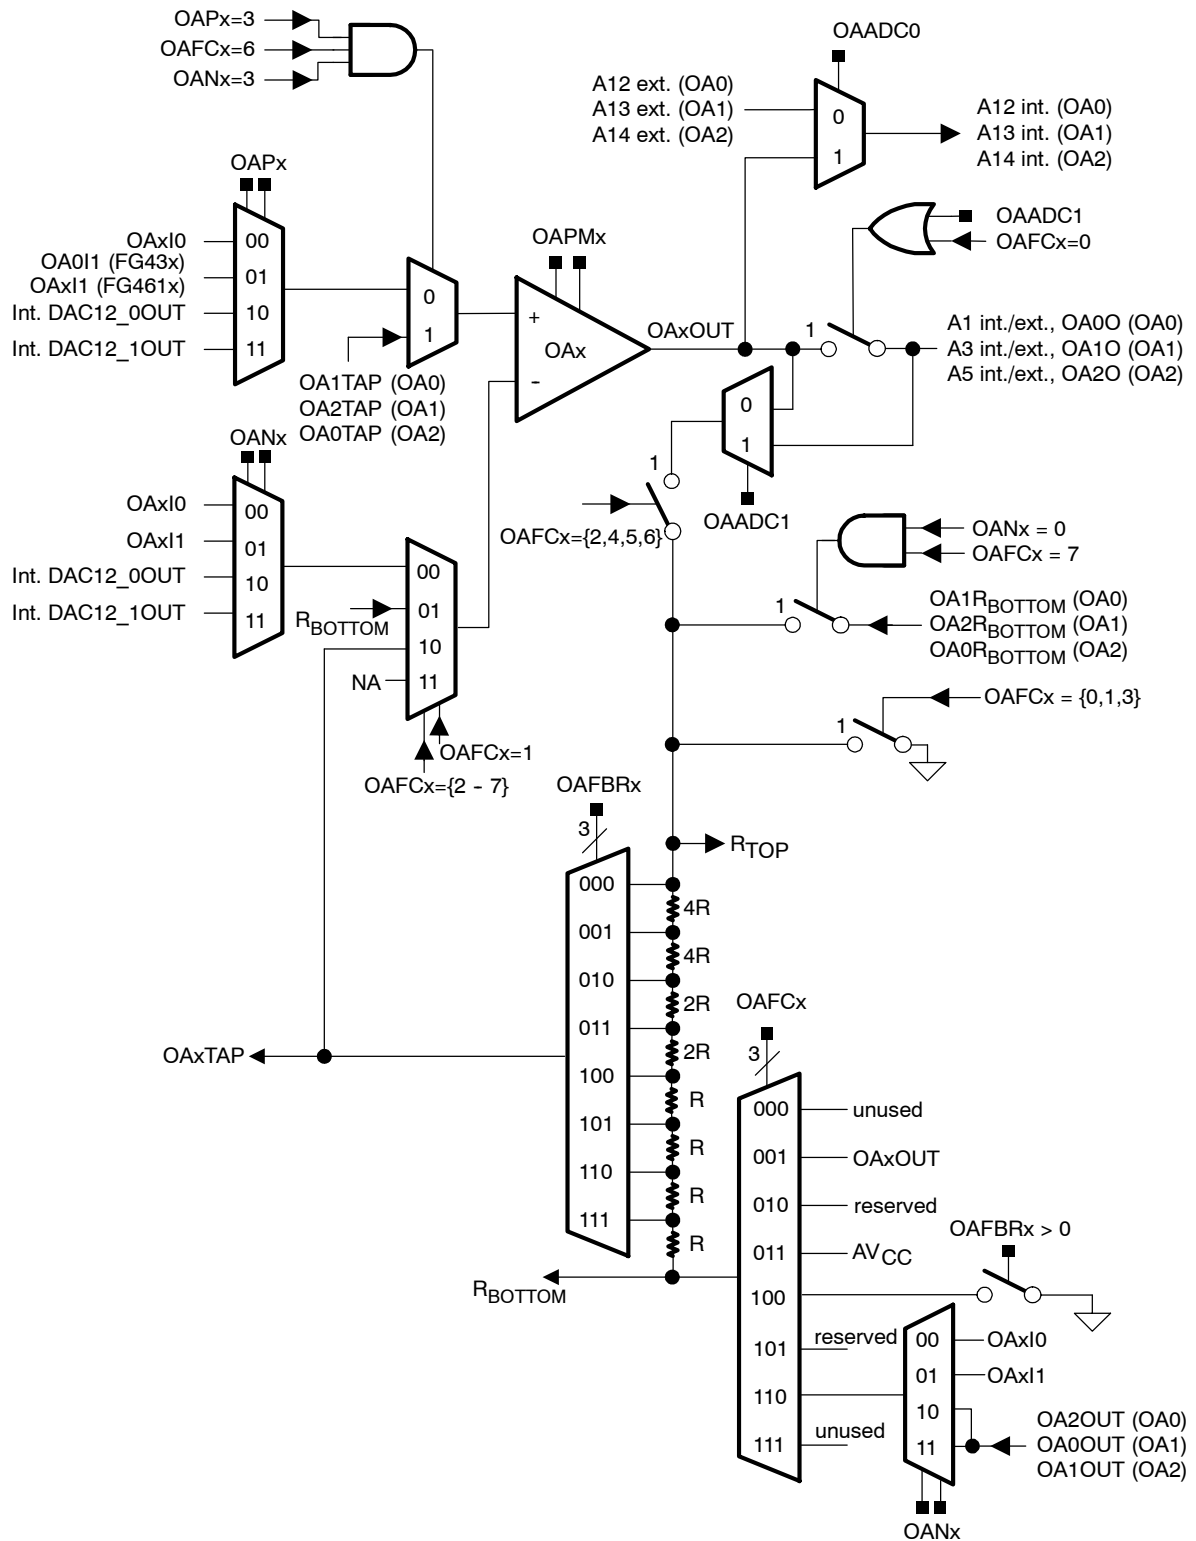 OAPx=3
OAFCx=6
OANx=3
OAADC0
A12 ext. (OA0)
A13 ext. (OA1)
A14 ext. (OA2)
0
1
A12 int. (OA0)
A13 int. (OA1)
A14 int. (OA2)
OAPx
OAxI0
OA0I1 (FG43x)
OAxI1 (FG461x)
Int. DAC12_0OUT
Int. DAC12_1OUT
00
01
10
11
0
1
OA1TAP (OA0)
OA2TAP (OA1)
OA0TAP (OA2)
OAPMx
+
OAx
-
OAxOUT
OAADC1
OAFCx=0
1
A1 int./ext., OA0O (OA0)
A3 int./ext., OA1O (OA1)
A5 int./ext., OA2O (OA2)
0
1
OAADC1
1
OAFCx={2,4,5,6}
OANx
OAxI0
OAxI1
Int. DAC12_0OUT
Int. DAC12_1OUT
00
01
10
11
RBOTTOM
NA
00
01
10
11
OAFCx=1
OAFCx={2 - 7}
OANx = 0
OAFCx = 7
1
OA1RBOTTOM (OA0)
OA2RBOTTOM (OA1)
OA0RBOTTOM (OA2)
OAFCx = {0,1,3}
1
OAFBRx
3
RTOP
000
001
010
011
100
101
110
111
4R
4R
2R
2R
R
R
R
R
OAxTAP
RBOTTOM
OAFCx
3
000
001
010
011
100
101
110
111
unused
OAxOUT
reserved
AVCC
OAFBRx > 0
reserved
unused
00
01
10
11
OAxI0
OAxI1
OA2OUT (OA0)
OA0OUT (OA1)
OA1OUT (OA2)
OANx